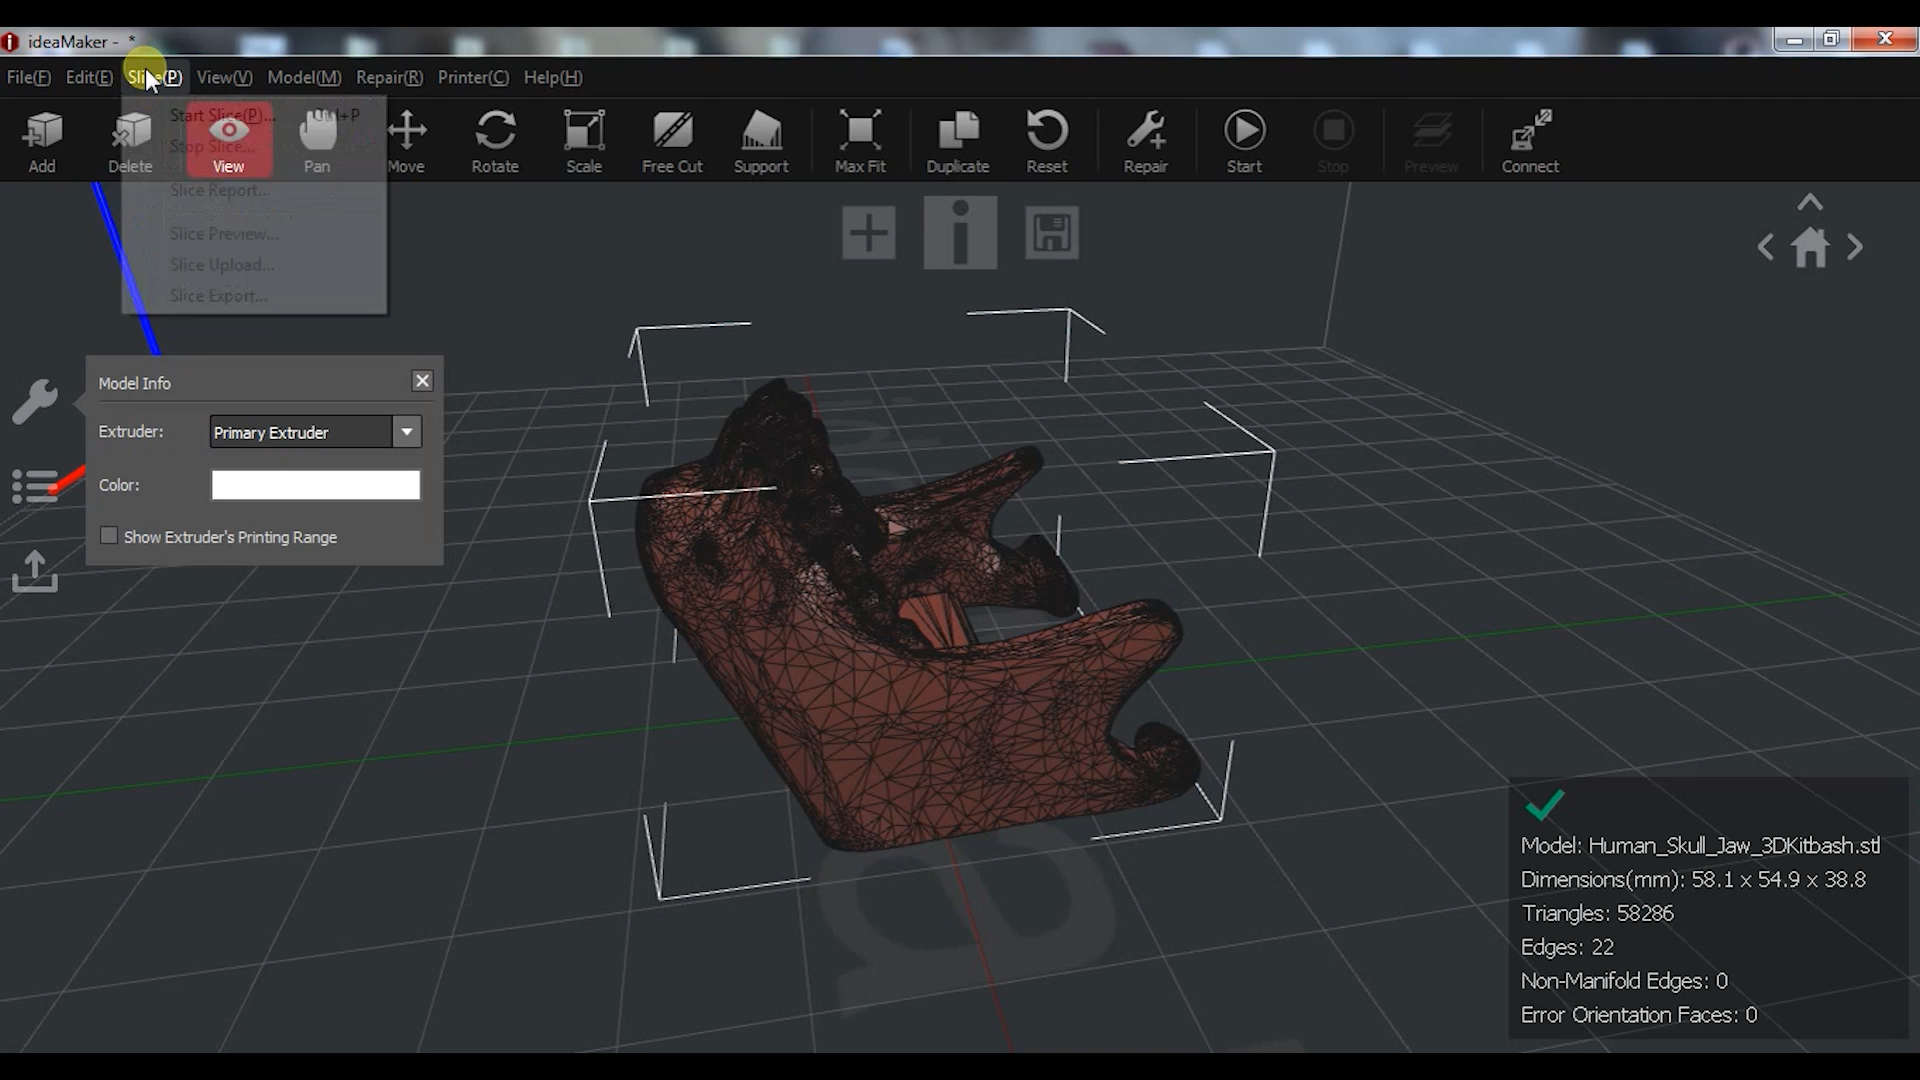 ideaMaker - *
File(F) Edit(E) Slice(P) View(V) Model(M) Repair(R) Printer(C) Help(H)
Start Slice(P)... Ctrl+P
Stop Slice...
Slice Report...
Slice Preview...
Slice Upload...
Slice Export...
Add Delete View Pan Move Rotate Scale Free Cut Support Max Fit Duplicate Reset Repair Start Stop Preview Connect
Model Info
Extruder: Primary Extruder
Color:
Show Extruder's Printing Range
Model: Human_Skull_Jaw_3DKitbash.stl
Dimensions(mm): 58.1 x 54.9 x 38.8
Triangles: 58286
Edges: 22
Non-Manifold Edges: 0
Error Orientation Faces: 0